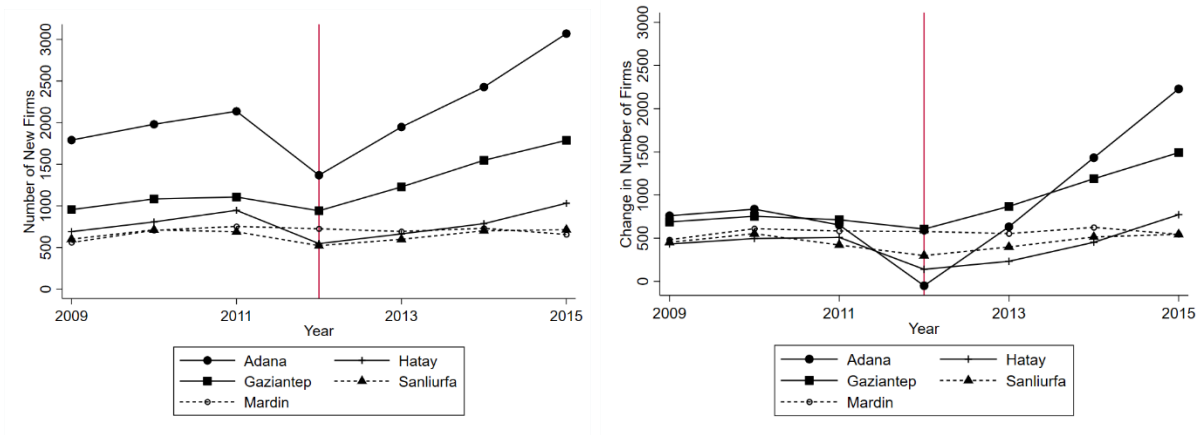 Number of New Firms
3000
2500
2000
1500
1000
500
0
2009
2011
2013
2015
Year
Adana
Hatay
Gaziantep
Sanliurfa
Mardin
Change in Number of Firms
3000
2500
2000
1500
1000
500
0
2009
2011
2013
2015
Year
Adana
Hatay
Gaziantep
Sanliurfa
Mardin